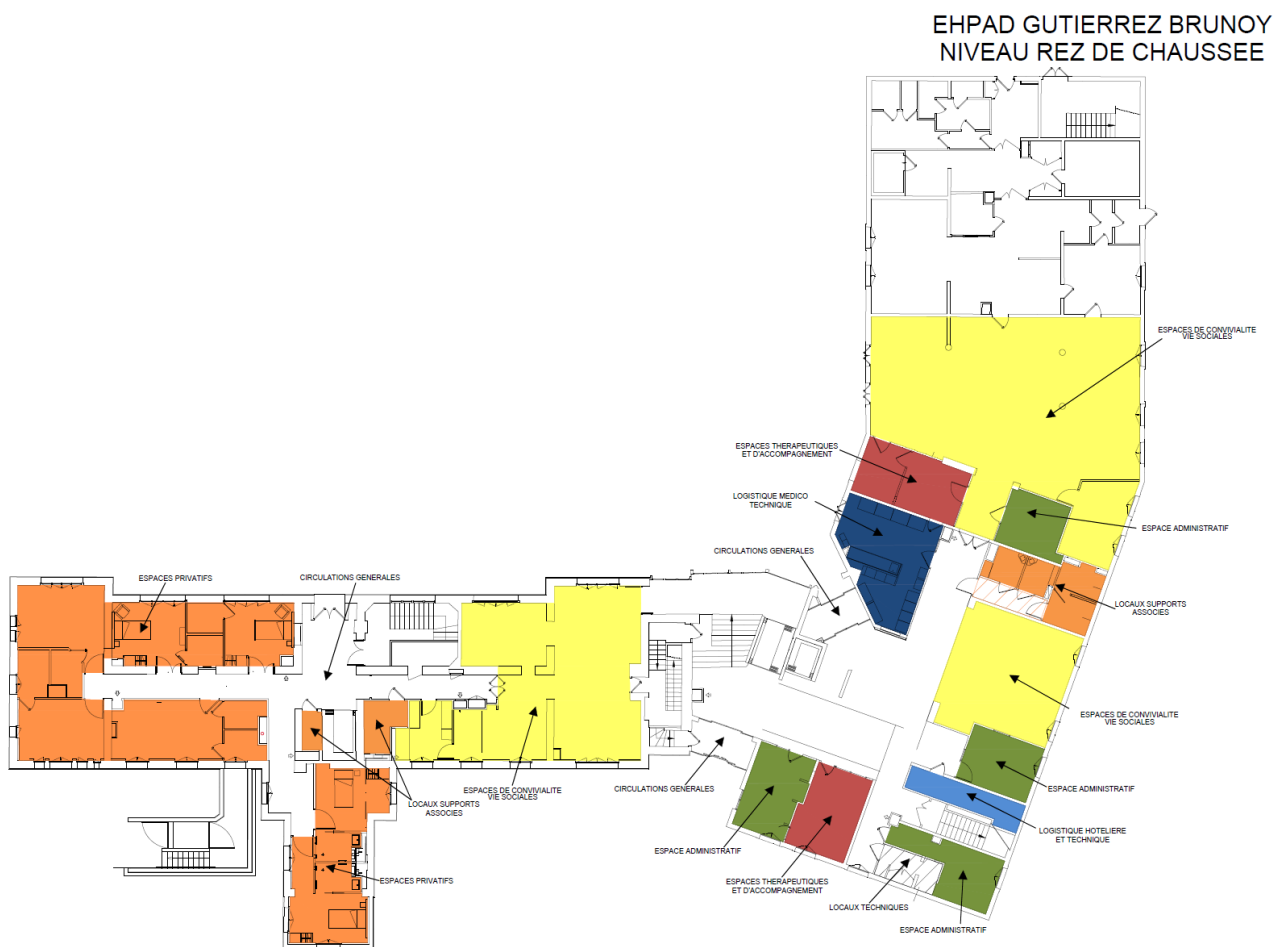 EHPAD GUTIERREZ BRUNOY
NIVEAU REZ DE CHAUSSEE
ESPACES DE CONVIVIALITE
VIE SOCIALES
ESPACES THERAPEUTIQUES
ET D'ACCOMPAGNEMENT
LOGISTIQUE MEDICO
TECHNIQUE
ESPACE ADMINISTRATIF
CIRCULATIONS GENERALES
ESPACES PRIVATIFS
CIRCULATIONS GENERALES
LOCAUX SUPPORTS
ASSOCIES
ESPACES DE CONVIVIALITE
VIE SOCIALES
CIRCULATIONS GENERALES
ESPACES DE CONVIVIALITE
VIE SOCIALES
ESPACE ADMINISTRATIF
LOCAUX SUPPORTS
ASSOCIES
LOGISTIQUE HOTELIERE
ET TECHNIQUE
ESPACE ADMINISTRATIF
ESPACES PRIVATIFS
ESPACES THERAPEUTIQUES
ET D'ACCOMPAGNEMENT
LOCAUX TECHNIQUES
ESPACE ADMINISTRATIF